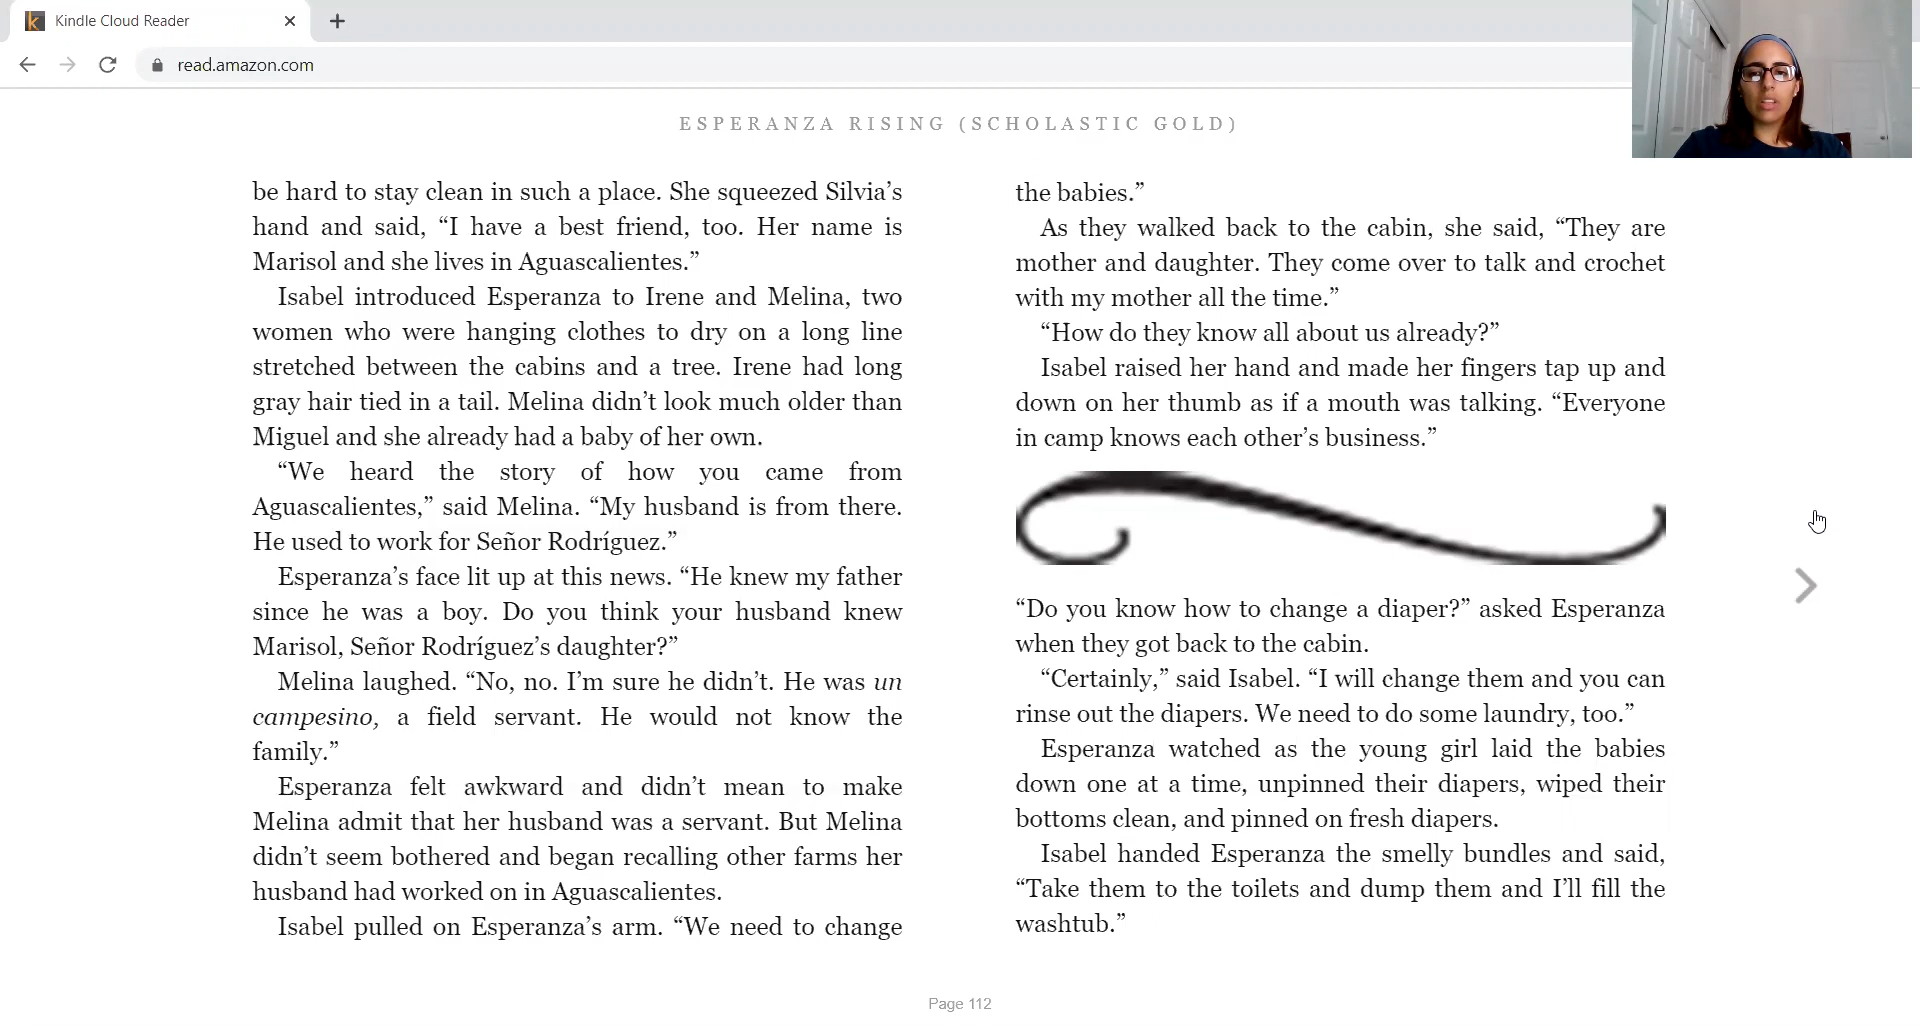 Kindle Cloud Reader
read.amazon.com
ESPERANZA RISING (SCHOLASTIC GOLD)
be hard to stay clean in such a place. She squeezed Silvia’s
hand and said, “I have a best friend, too. Her name is
Marisol and she lives in Aguascalientes.”
Isabel introduced Esperanza to Irene and Melina, two
women who were hanging clothes to dry on a long line
stretched between the cabins and a tree. Irene had long
gray hair tied in a tail. Melina didn’t look much older than
Miguel and she already had a baby of her own.
“We heard the story of how you came from
Aguascalientes,” said Melina. “My husband is from there.
He used to work for Señor Rodríguez.”
Esperanza’s face lit up at this news. “He knew my father
since he was a boy. Do you think your husband knew
Marisol, Señor Rodríguez’s daughter?”
Melina laughed. “No, no. I’m sure he didn’t. He was un
campesino, a field servant. He would not know the
family.”
Esperanza felt awkward and didn’t mean to make
Melina admit that her husband was a servant. But Melina
didn’t seem bothered and began recalling other farms her
husband had worked on in Aguascalientes.
Isabel pulled on Esperanza’s arm. “We need to change
the babies.”
As they walked back to the cabin, she said, “They are
mother and daughter. They come over to talk and crochet
with my mother all the time.”
“How do they know all about us already?”
Isabel raised her hand and made her fingers tap up and
down on her thumb as if a mouth was talking. “Everyone
in camp knows each other’s business.”
“Do you know how to change a diaper?” asked Esperanza
when they got back to the cabin.
“Certainly,” said Isabel. “I will change them and you can
rinse out the diapers. We need to do some laundry, too.”
Esperanza watched as the young girl laid the babies
down one at a time, unpinned their diapers, wiped their
bottoms clean, and pinned on fresh diapers.
Isabel handed Esperanza the smelly bundles and said,
“Take them to the toilets and dump them and I’ll fill the
washtub.”
Page 112